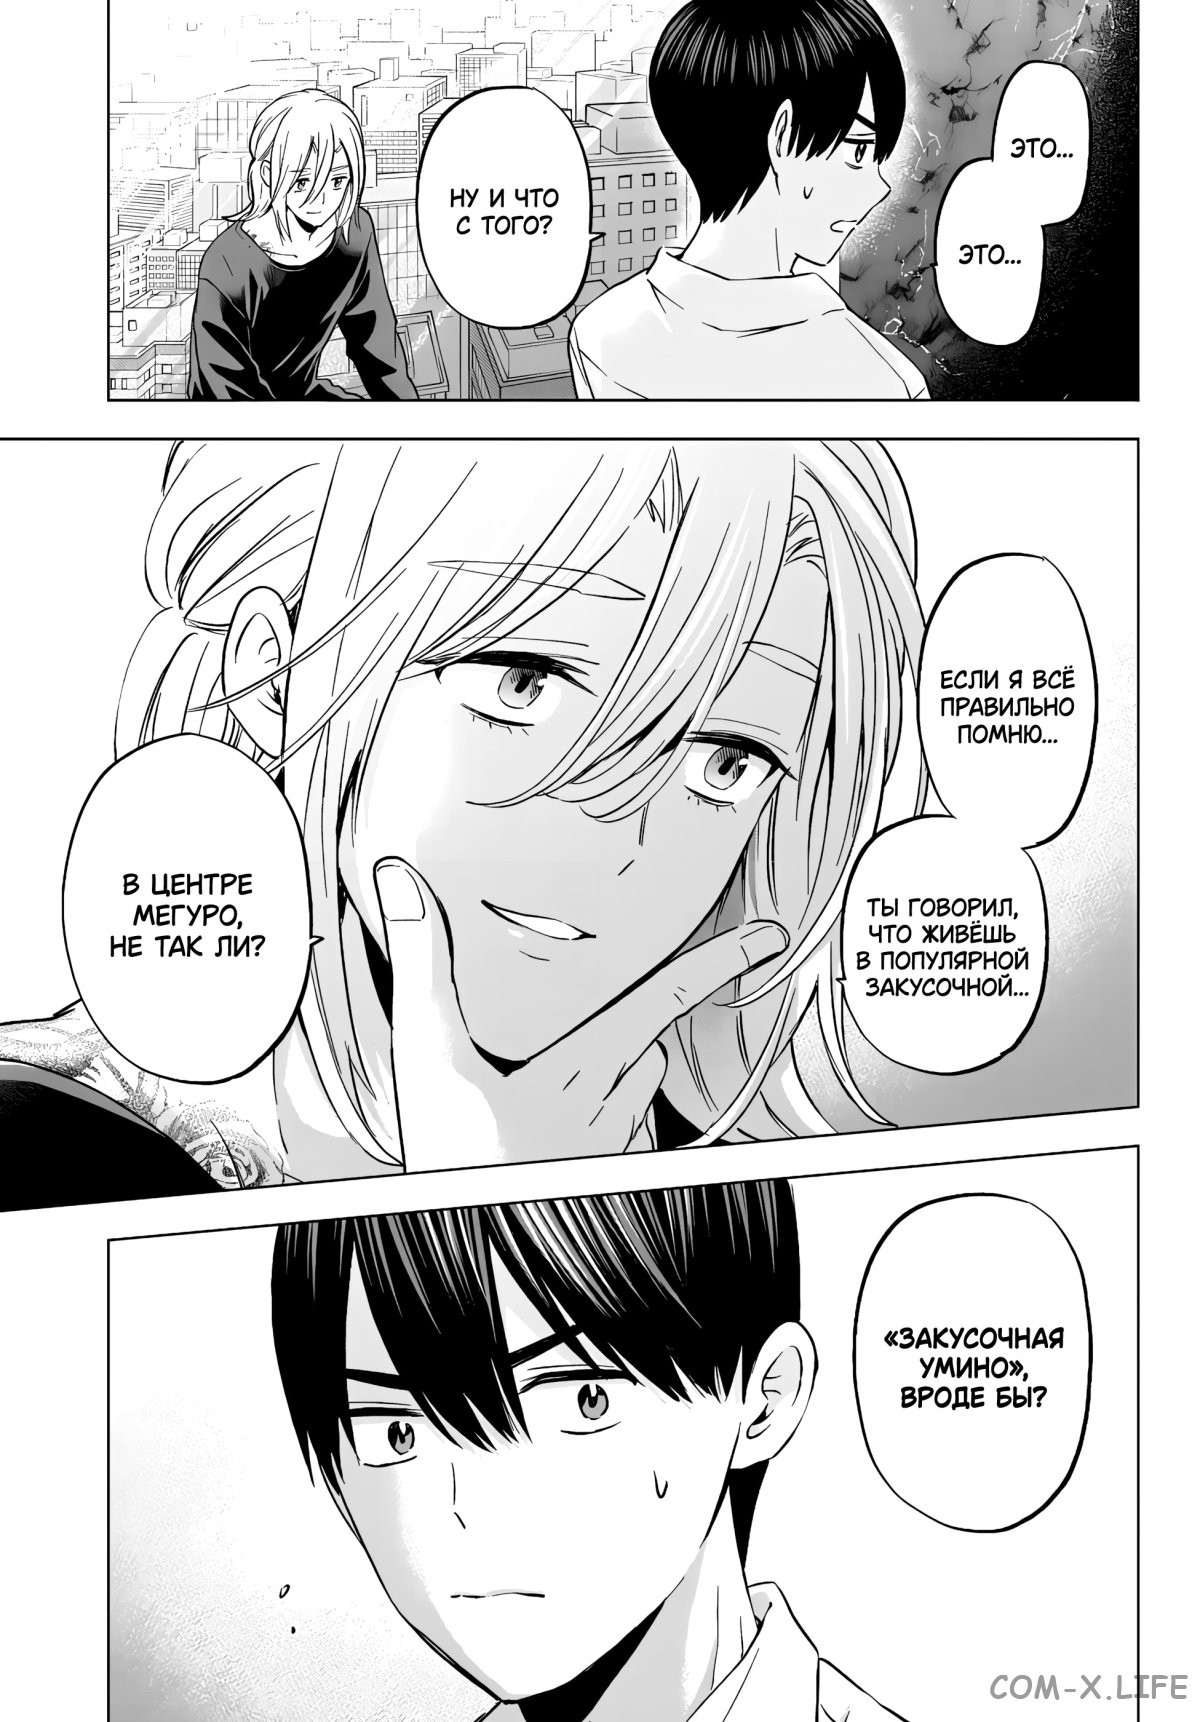 ЭТО...
ЭТО...
НУ И ЧТО
С ТОГО?
ЕСЛИ Я ВСЁ
ПРАВИЛЬНО
ПОМНЮ...
ТЫ ГОВОРИЛ,
ЧТО ЖИВЁШЬ
В ПОПУЛЯРНОЙ
ЗАКУСОЧНОЙ...
В ЦЕНТРЕ
МЕГУРО,
НЕ ТАК ЛИ?
«ЗАКУСОЧНАЯ
УМИНО»,
ВРОДЕ БЫ?
COM-X.LIFE